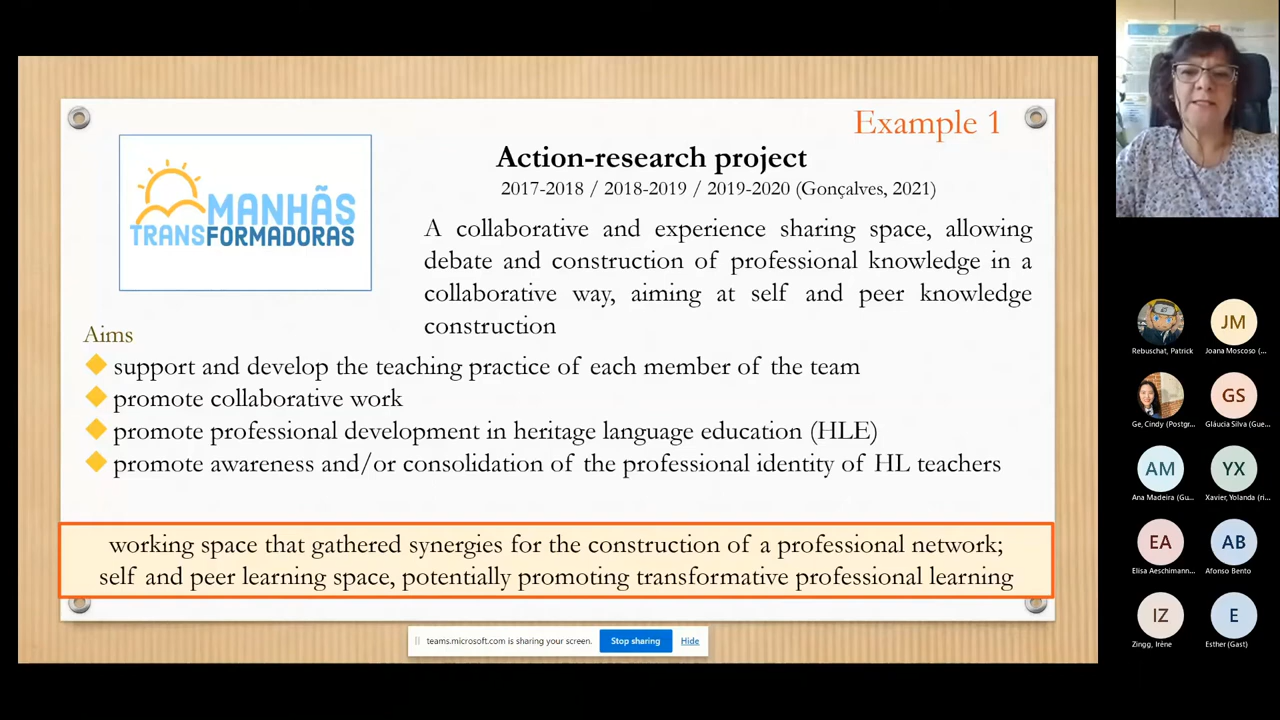 Example 1
MANHÃS
TRANSFORMADORAS
Action-research project
2017-2018 / 2018-2019 / 2019-2020 (Gonçalves, 2021)
A collaborative and experience sharing space, allowing
debate and construction of professional knowledge in a
collaborative way, aiming at self and peer knowledge
construction
Aims
support and develop the teaching practice of each member of the team
promote collaborative work
promote professional development in heritage language education (HLE)
promote awareness and/or consolidation of the professional identity of HL teachers
working space that gathered synergies for the construction of a professional network;
self and peer learning space, potentially promoting transformative professional learning
teams.microsoft.com is sharing your screen. Stop sharing Hide
JM
Rebuschat, Patrick Joana Moscoso (...
GS
Ge, Cindy (Postgr... Gláucia Silva (Gue...
AM YX
Ana Madeira (Gu... Xavier, Yolanda (ri...
EA AB
Elisa Aeschimann... Afonso Bento
IZ E
Zingg, Irène Esther (Gast)